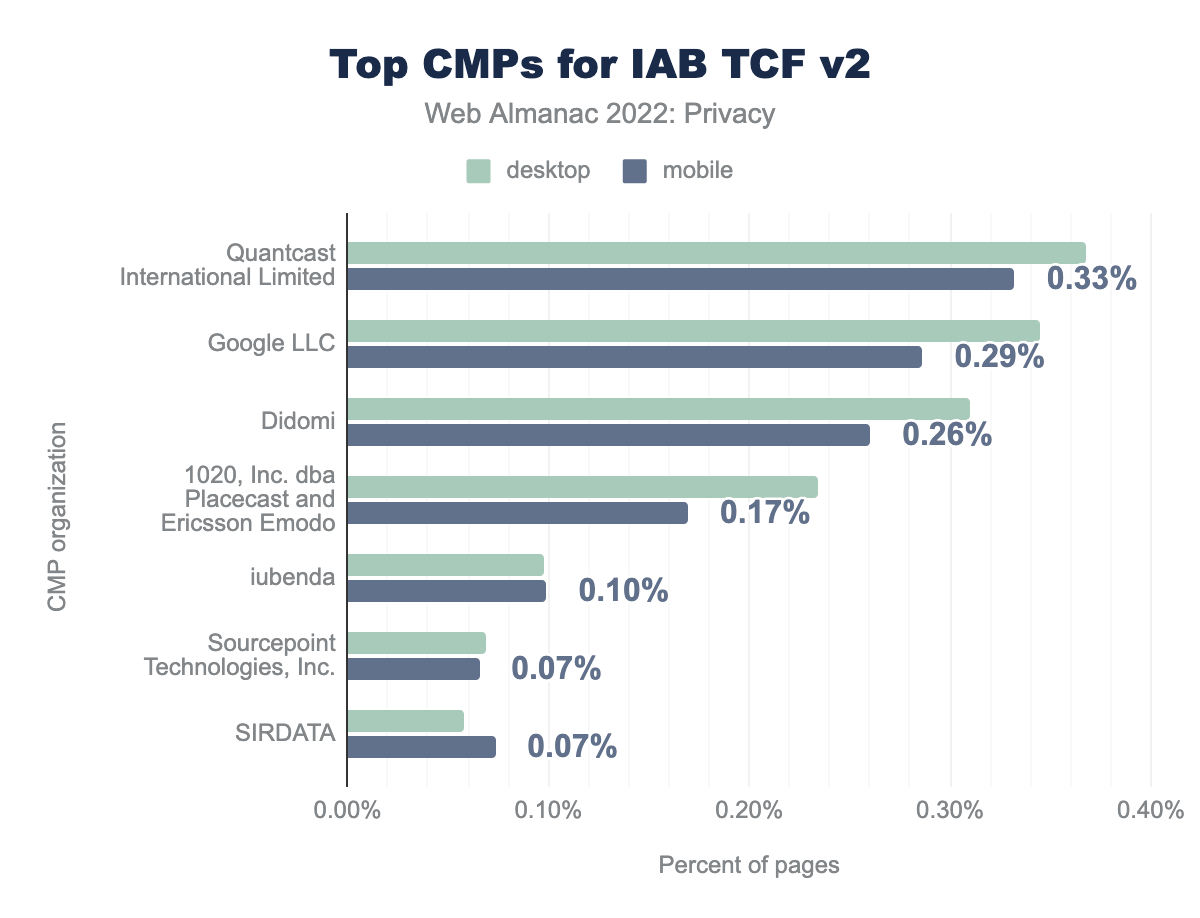 Top CMPs for IAB TCF v2
Web Almanac 2022: Privacy
desktop
mobile
CMP organization
Quantcast
International Limited
0.33%
Google LLC
0.29%
Didomi
0.26%
1020, Inc. dba
Placecast and
Ericsson Emodo
0.17%
iubenda
0.10%
Sourcepoint
Technologies, Inc.
0.07%
SIRDATA
0.07%
0.00%
0.10%
0.20%
0.30%
0.40%
Percent of pages